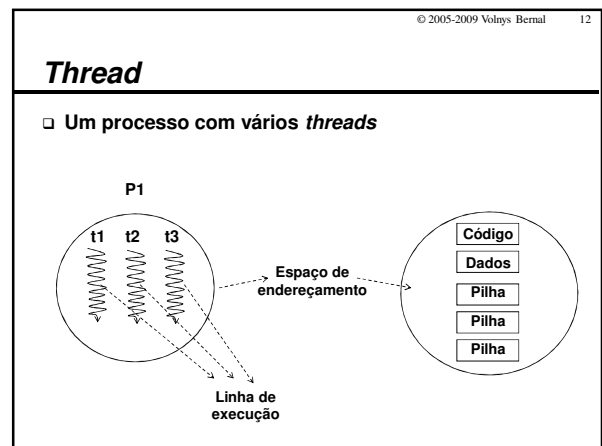 © 2005-2009 Volnys Bernal 12
Thread
❑ Um processo com vários threads
P1
t1 t2 t3
Espaço de
endereçamento
Linha de
execução
Código
Dados
Pilha
Pilha
Pilha